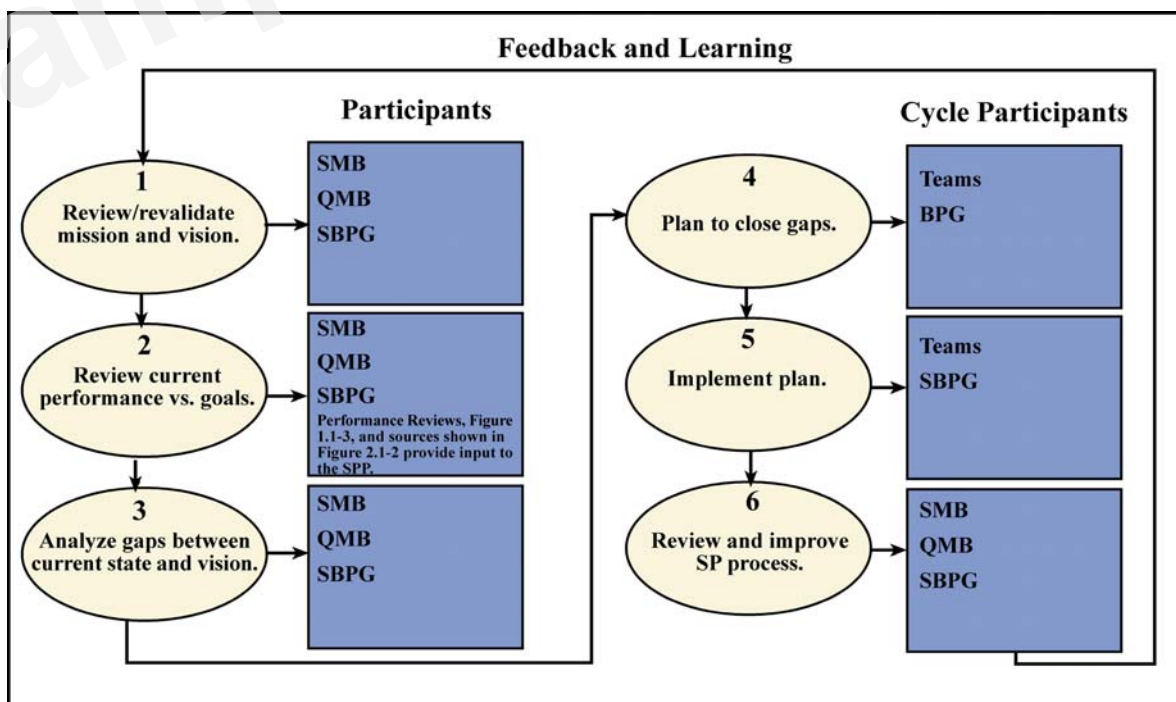 Feedback and Learning
Participants
1
Review/revalidate
mission and vision.
SMB
QMB
SBPG
2
Review current
performance vs. goals.
SMB
QMB
SBPG
Performance Reviews, Figure
1.1-3, and sources shown in
Figure 2.1-2 provide input to
the SPP.
3
Analyze gaps between
current state and vision.
SMB
QMB
SBPG
Cycle Participants
4
Plan to close gaps.
Teams
BPG
5
Implement plan.
Teams
SBPG
6
Review and improve
SP process.
SMB
QMB
SBPG